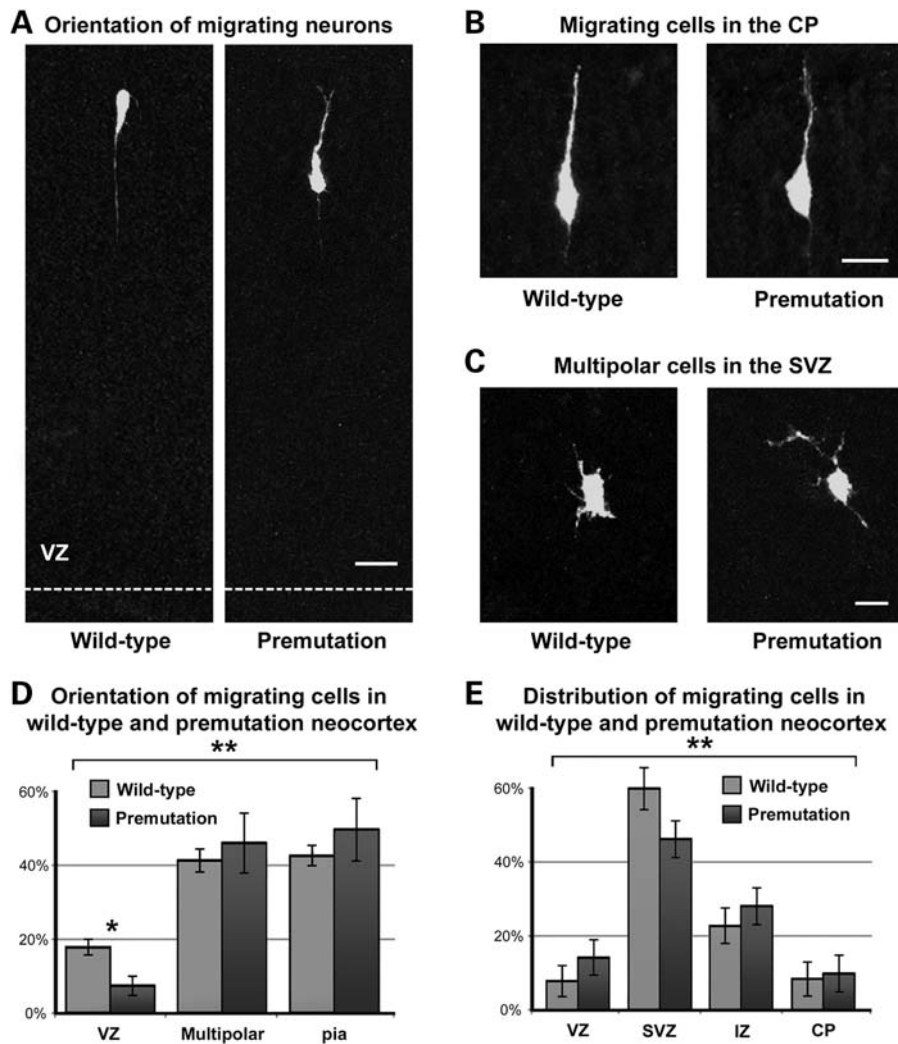 A Orientation of migrating neurons
VZ
Wild-type Premutation
B Migrating cells in the CP
Wild-type Premutation
C Multipolar cells in the SVZ
Wild-type Premutation
D Orientation of migrating cells in
wild-type and premutation neocortex
**
60%
Wild-type
Premutation
40%
*
20%
0%
VZ Multipolar pia
E Distribution of migrating cells in
wild-type and premutation neocortex
**
60%
Wild-type
Premutation
40%
20%
0%
VZ SVZ IZ CP